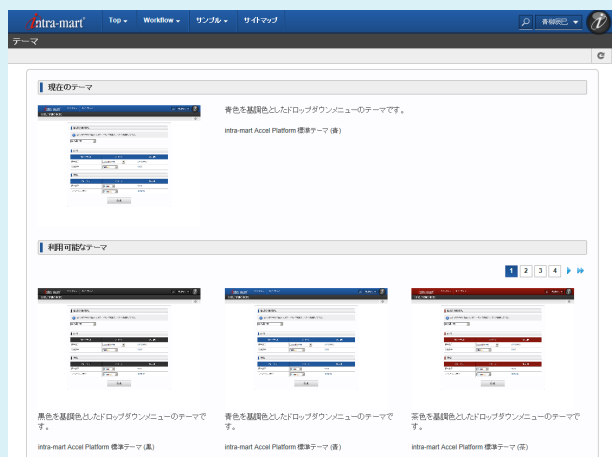 intra-mart
Top
Workflow
サンプル
サイトマップ
青柳辰巳
テーマ
現在のテーマ
青色を基調色としたドロップダウンメニューのテーマです。
intra-mart Accel Platform 標準テーマ (青)
利用可能なテーマ
1 2 3 4
黒色を基調色としたドロップダウンメニューのテーマで
す。
intra-mart Accel Platform 標準テーマ (黒)
青色を基調色としたドロップダウンメニューのテーマで
す。
intra-mart Accel Platform 標準テーマ (青)
茶色を基調色としたドロップダウンメニューのテーマで
す。
intra-mart Accel Platform 標準テーマ (茶)